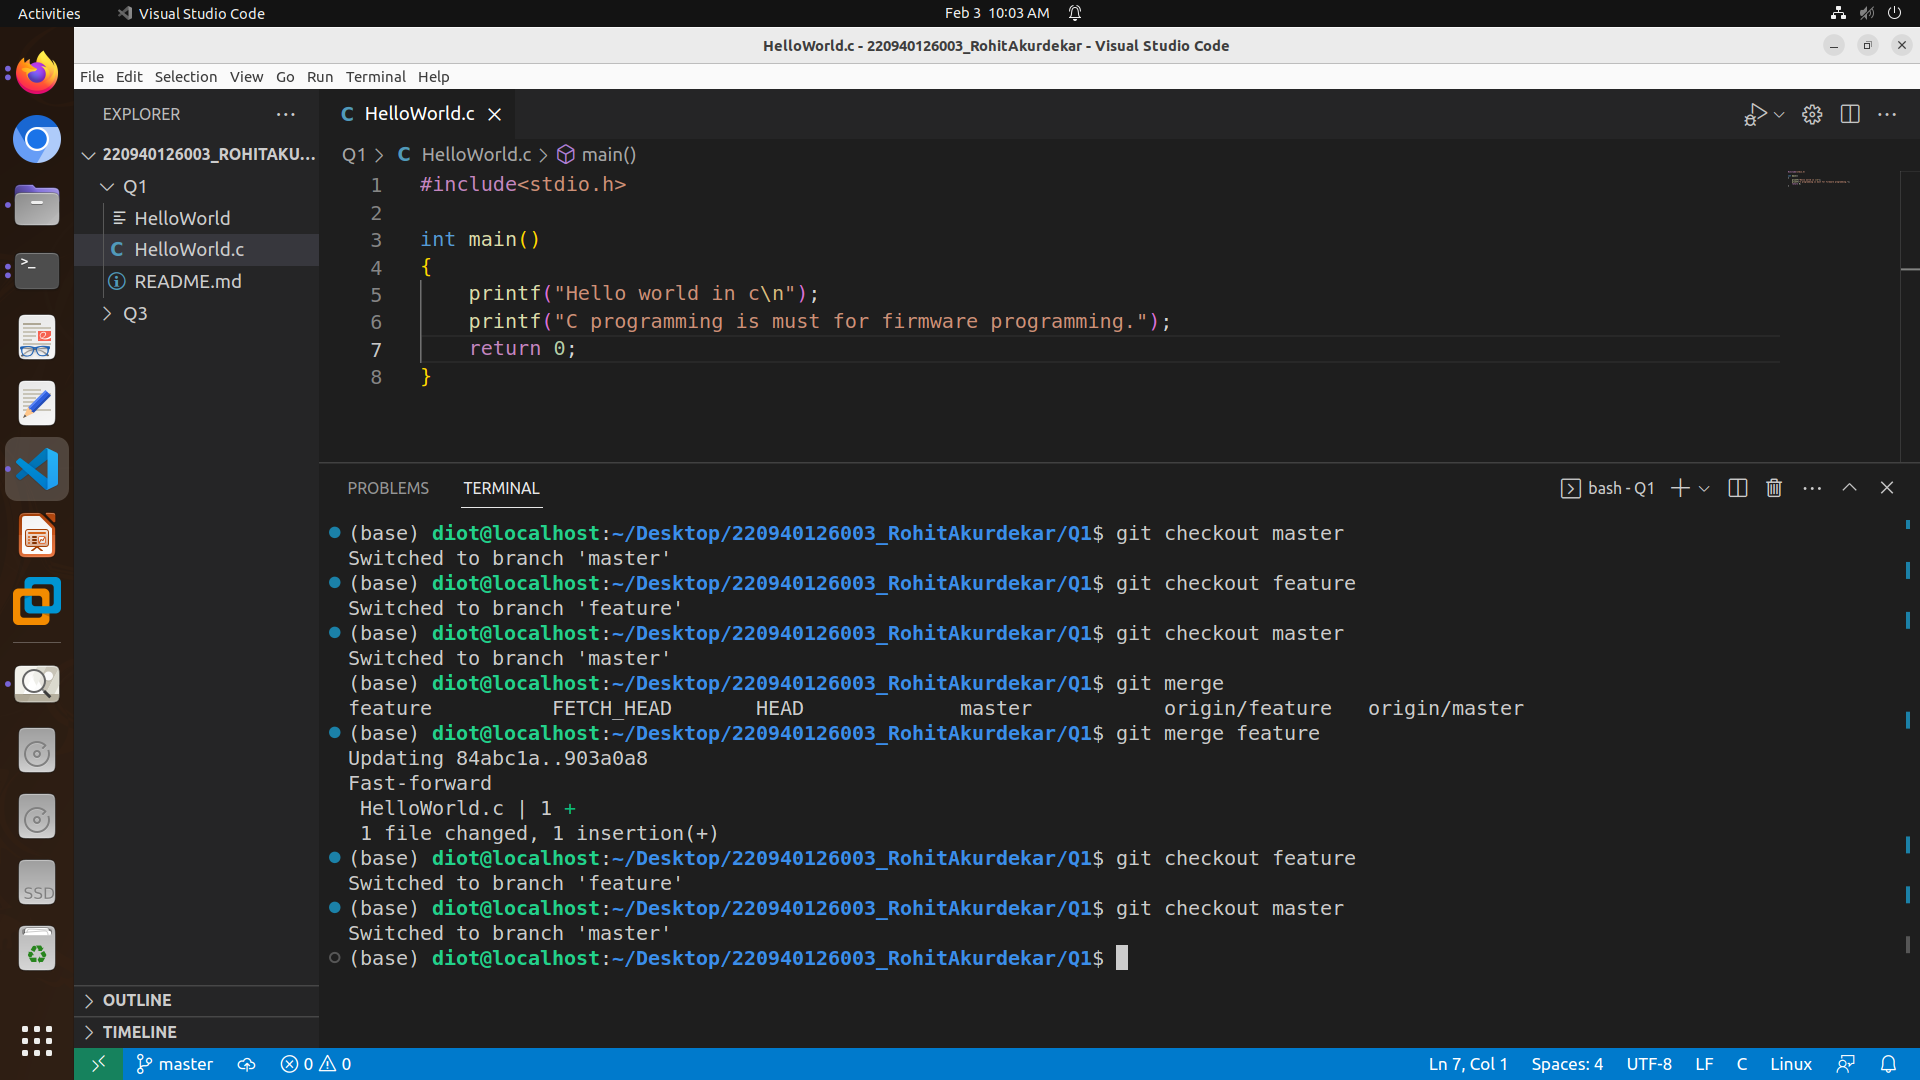 Activities
Visual Studio Code
Feb 3 10:03 AM
HelloWorld.c - 220940126003_RohitAkurdekar - Visual Studio Code
File Edit Selection View Go Run Terminal Help
EXPLORER
220940126003_ROHITAKU...
Q1
HelloWorld
C HelloWorld.c
README.md
Q3
OUTLINE
TIMELINE
C HelloWorld.c
Q1 > C HelloWorld.c > main()
1 #include<stdio.h>
2
3 int main()
4 {
5     printf("Hello world in c\n");
6     printf("C programming is must for firmware programming.");
7     return 0;
8 }
PROBLEMS TERMINAL
bash - Q1
(base) diot@localhost:~/Desktop/220940126003_RohitAkurdekar/Q1$ git checkout master
Switched to branch 'master'
(base) diot@localhost:~/Desktop/220940126003_RohitAkurdekar/Q1$ git checkout feature
Switched to branch 'feature'
(base) diot@localhost:~/Desktop/220940126003_RohitAkurdekar/Q1$ git checkout master
Switched to branch 'master'
(base) diot@localhost:~/Desktop/220940126003_RohitAkurdekar/Q1$ git merge
feature FETCH_HEAD HEAD master origin/feature origin/master
(base) diot@localhost:~/Desktop/220940126003_RohitAkurdekar/Q1$ git merge feature
Updating 84abc1a..903a0a8
Fast-forward
 HelloWorld.c | 1 +
 1 file changed, 1 insertion(+)
(base) diot@localhost:~/Desktop/220940126003_RohitAkurdekar/Q1$ git checkout feature
Switched to branch 'feature'
(base) diot@localhost:~/Desktop/220940126003_RohitAkurdekar/Q1$ git checkout master
Switched to branch 'master'
(base) diot@localhost:~/Desktop/220940126003_RohitAkurdekar/Q1$
SSD
master 0 0
Ln 7, Col 1 Spaces: 4 UTF-8 LF C Linux